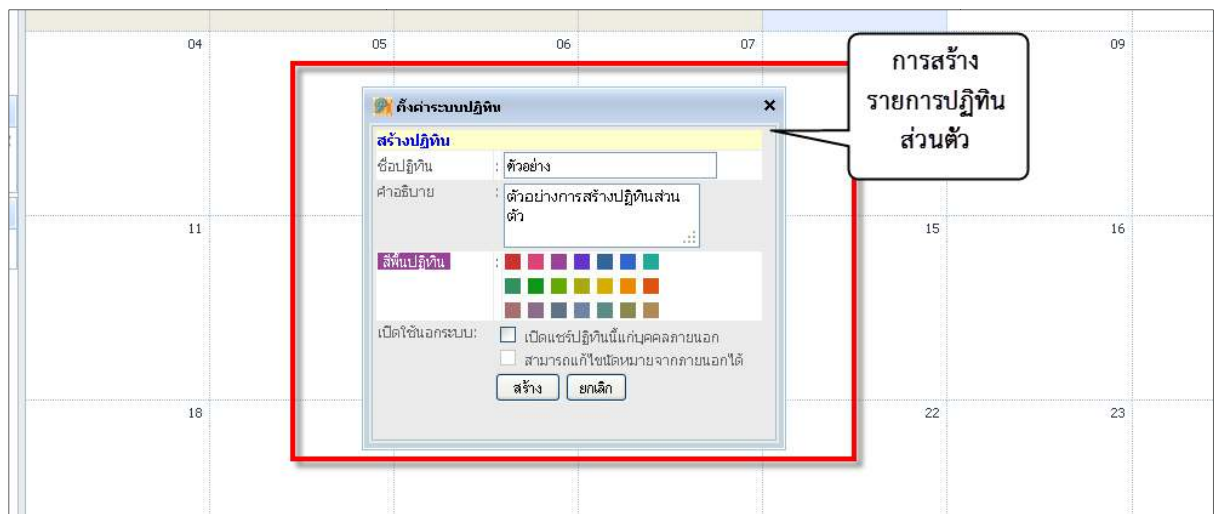 04 05 06 07 09
การสร้าง
รายการปฏิทิน
ส่วนตัว
ตั้งค่าระบบปฏิทิน
สร้างปฏิทิน
ชื่อปฏิทิน : ตัวอย่าง
คำอธิบาย : ตัวอย่างการสร้างปฏิทินส่วน
ตัว
11 15 16
สีพื้นปฏิทิน :
เปิดใช้นอกระบบ: เปิดแชร์ปฏิทินนี้แก่บุคคลภายนอก
สามารถแก้ไขนัดหมายจากภายนอกได้
สร้าง ยกเลิก
18 22 23